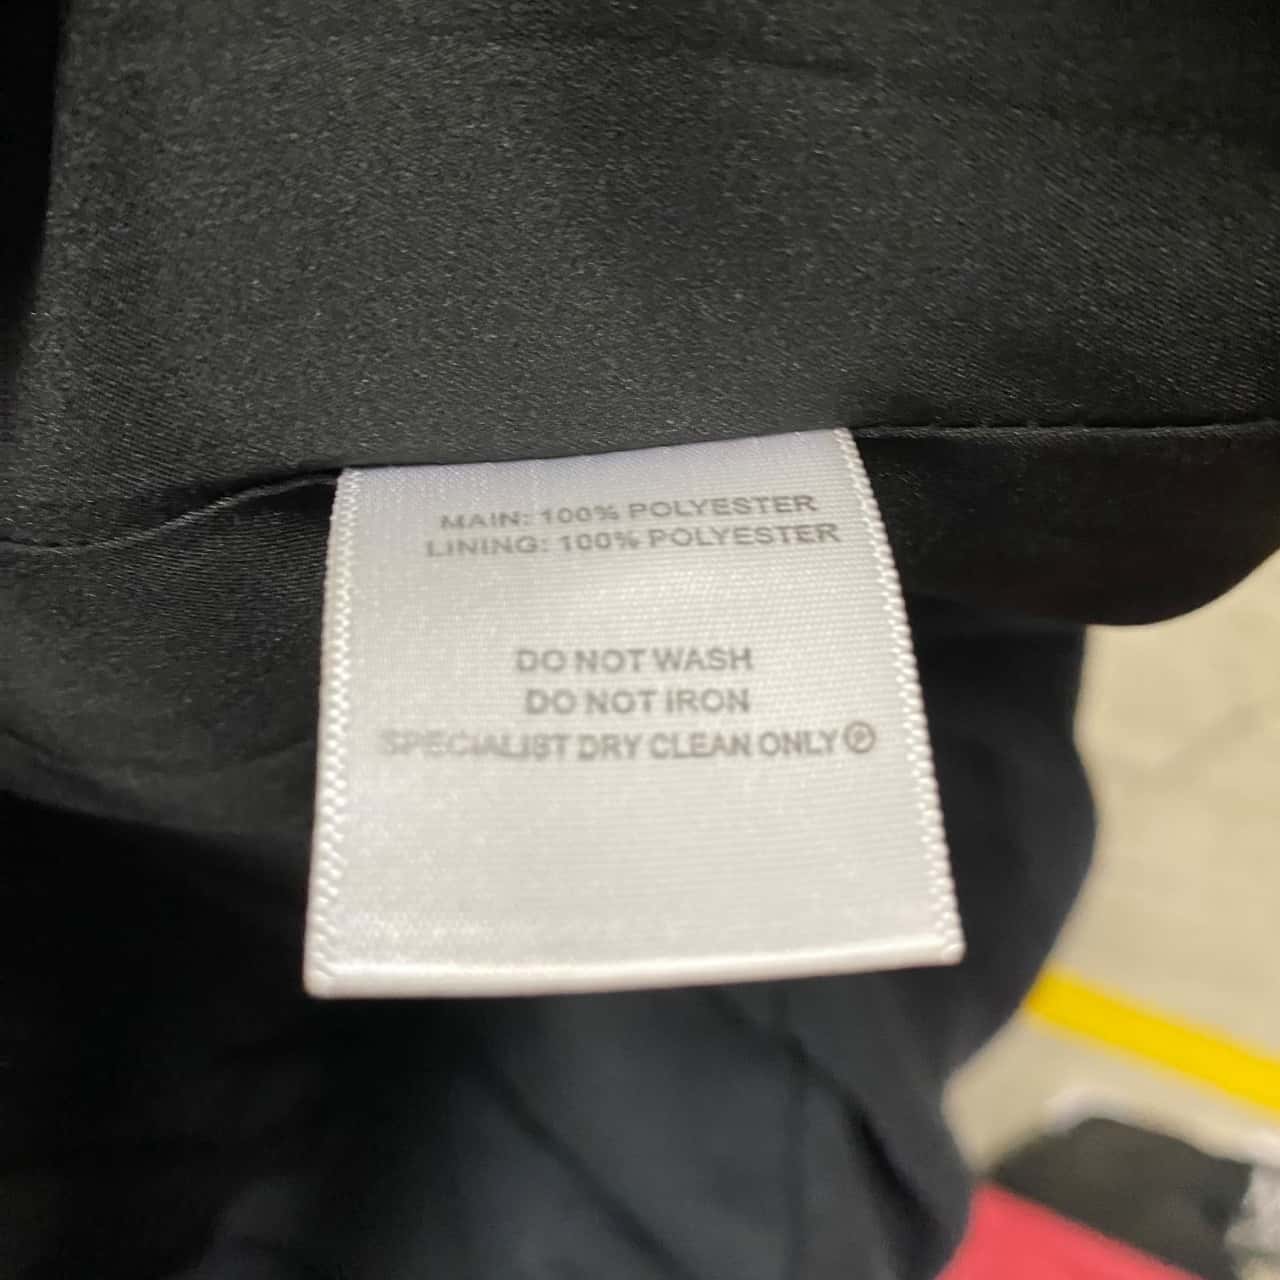 MAIN: 100% POLYESTER
LINING: 100% POLYESTER
DO NOT WASH
DO NOT IRON
SPECIALIST DRY CLEAN ONLY Ⓟ